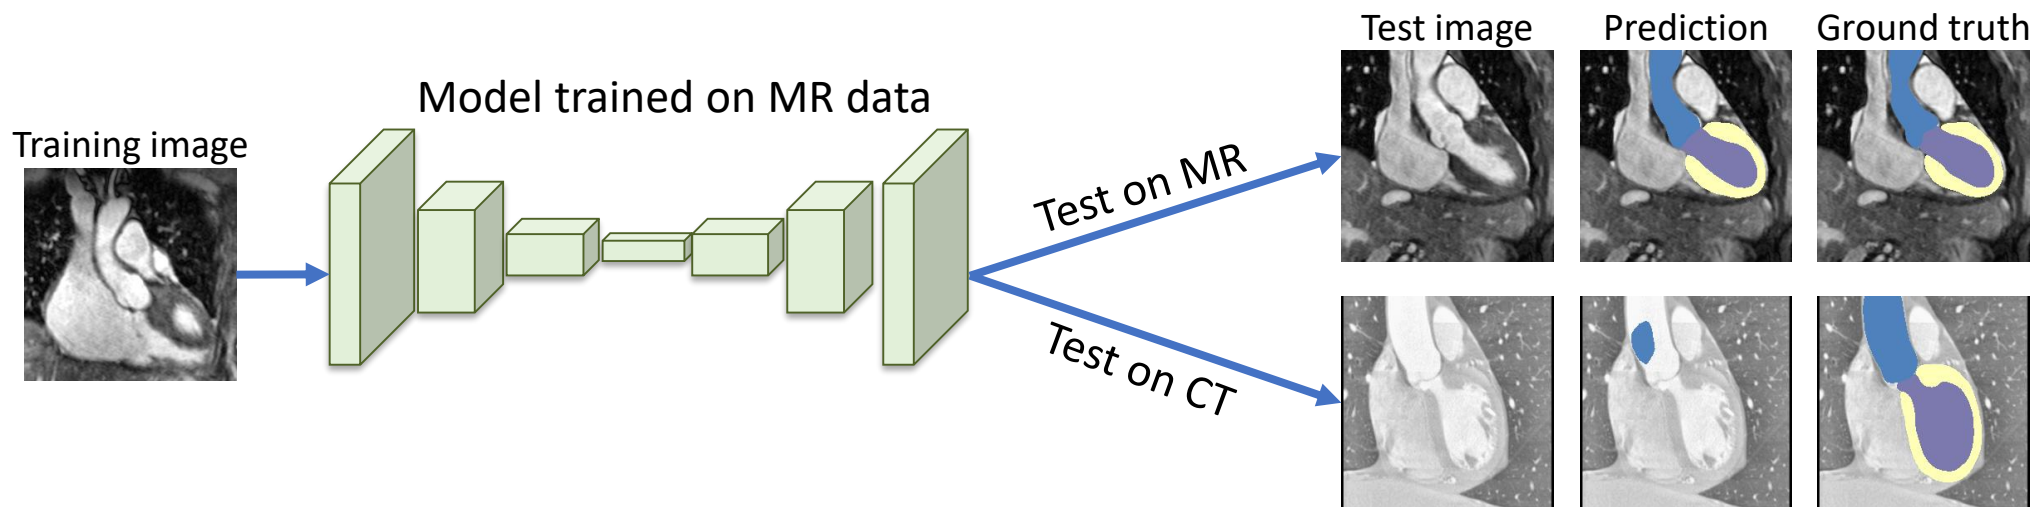 Training image
Model trained on MR data
Test on MR
Test on CT
Test image
Prediction
Ground truth